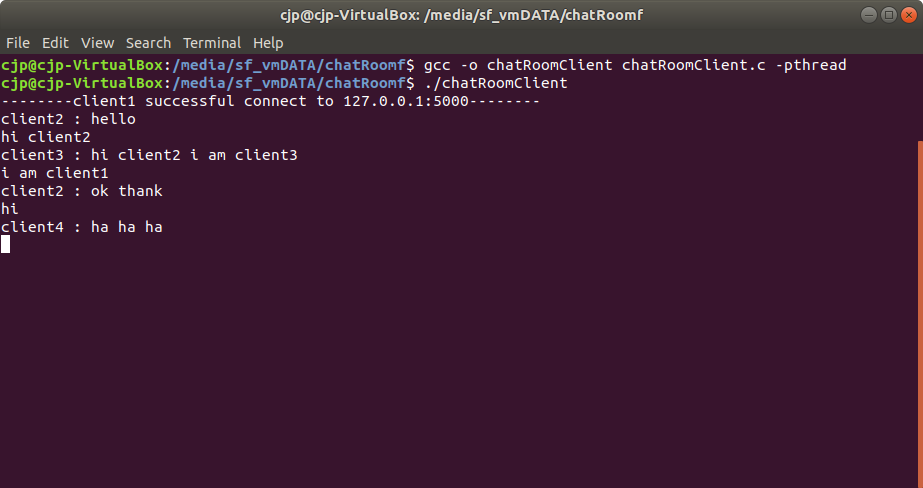 cjp@cjp-VirtualBox: /media/sf_vmDATA/chatRoomf
File Edit View Search Terminal Help
cjp@cjp-VirtualBox:/media/sf_vmDATA/chatRoomf$ gcc -o chatRoomClient chatRoomClient.c -pthread
cjp@cjp-VirtualBox:/media/sf_vmDATA/chatRoomf$ ./chatRoomClient
--------client1 successful connect to 127.0.0.1:5000--------
client2 : hello
hi client2
client3 : hi client2 i am client3
i am client1
client2 : ok thank
hi
client4 : ha ha ha